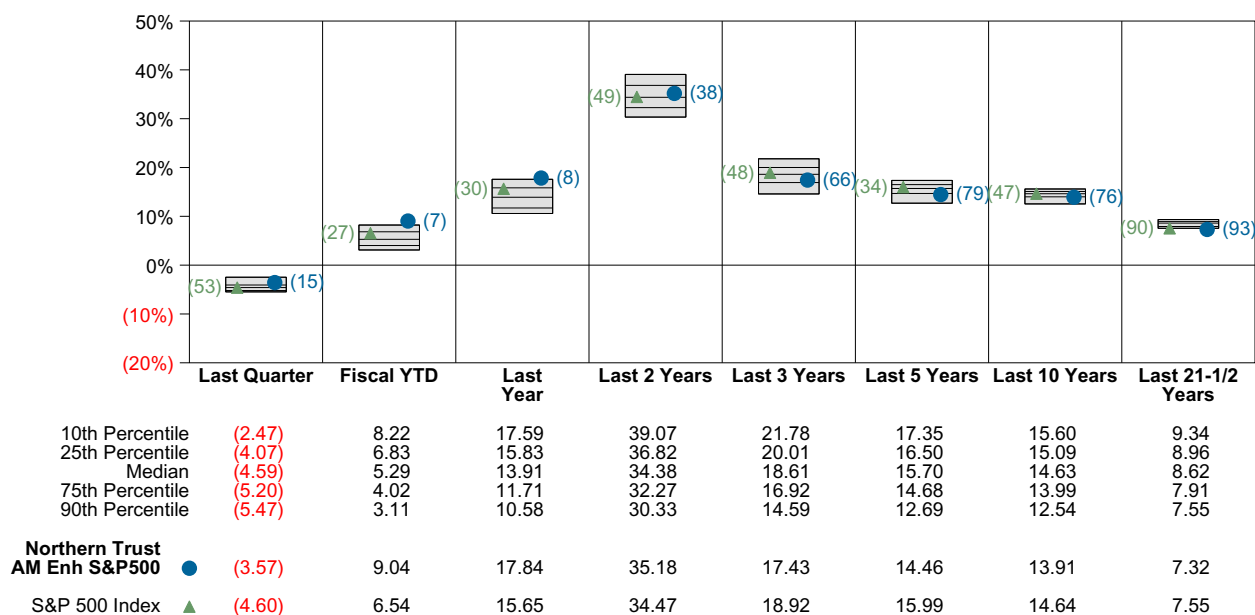 50%
40%
30%
20%
10%
0%
(10%)
(20%)
(53) (15)
(27) (7)
(30) (8)
(49) (38)
(48) (66)
(34) (79)
(47) (76)
(90) (93)
Last Quarter Fiscal YTD Last Year Last 2 Years Last 3 Years Last 5 Years Last 10 Years Last 21-1/2 Years
10th Percentile (2.47) 8.22 17.59 39.07 21.78 17.35 15.60 9.34
25th Percentile (4.07) 6.83 15.83 36.82 20.01 16.50 15.09 8.96
Median (4.59) 5.29 13.91 34.38 18.61 15.70 14.63 8.62
75th Percentile (5.20) 4.02 11.71 32.27 16.92 14.68 13.99 7.91
90th Percentile (5.47) 3.11 10.58 30.33 14.59 12.69 12.54 7.55
Northern Trust
AM Enh S&P500 (3.57) 9.04 17.84 35.18 17.43 14.46 13.91 7.32
S&P 500 Index (4.60) 6.54 15.65 34.47 18.92 15.99 14.64 7.55